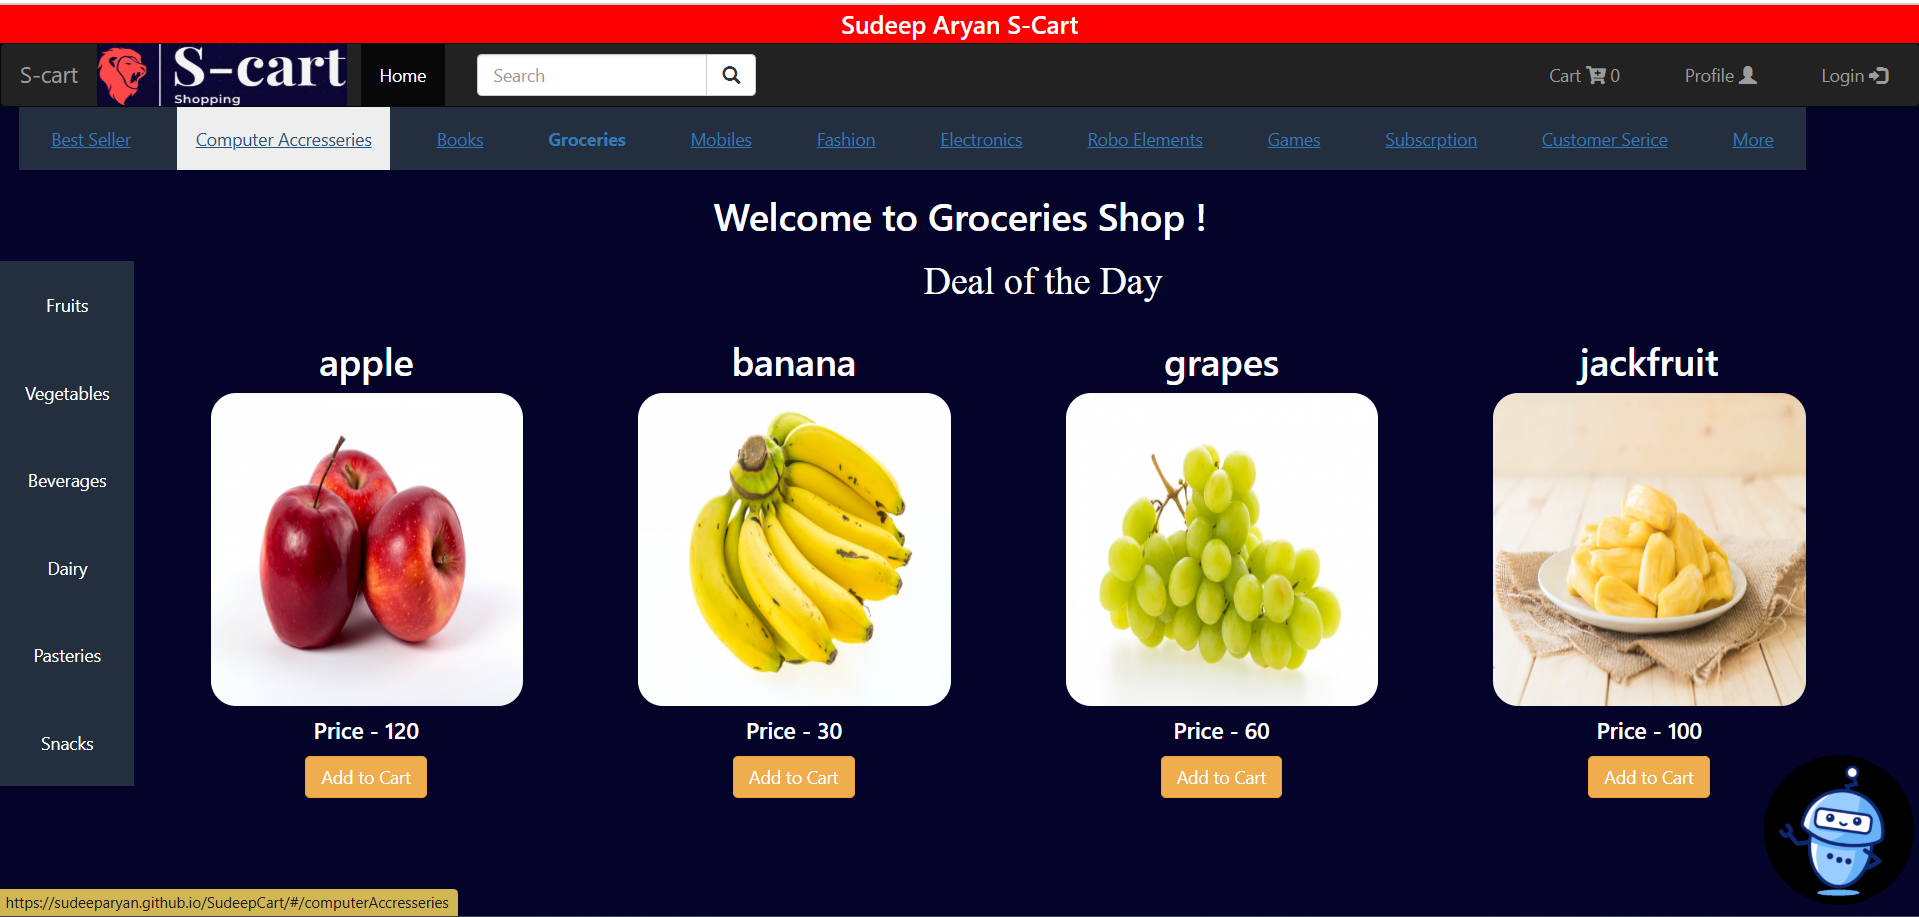 Sudeep Aryan S-Cart
S-cart S-cart Shopping Home Search Cart 0 Profile Login
Best Seller Computer Accresseries Books Groceries Mobiles Fashion Electronics Robo Elements Games Subscrption Customer Serice More
Welcome to Groceries Shop !
Deal of the Day
Fruits
Vegetables
Beverages
Dairy
Pasteries
Snacks
apple banana grapes jackfruit
Price - 120 Price - 30 Price - 60 Price - 100
Add to Cart Add to Cart Add to Cart Add to Cart
https://sudeeparyan.github.io/SudeepCart/#/computerAccresseries